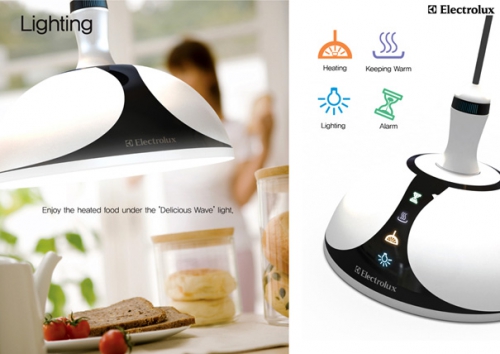 Lighting
Electrolux
Enjoy the heated food under the "Delicious Wave" light,
Electrolux
Heating
Keeping Warm
Lighting
Alarm
Electrolux